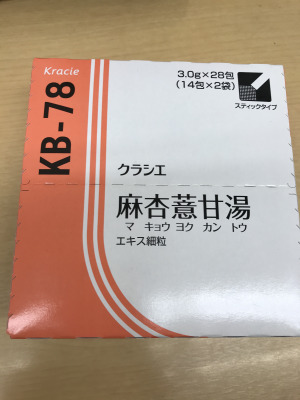 Kracie
KB-78
3.0g×28包
(14包×2袋)
スティックタイプ
クラシエ
麻杏薏甘湯
マ キョウ ヨク カン トウ
エキス細粒